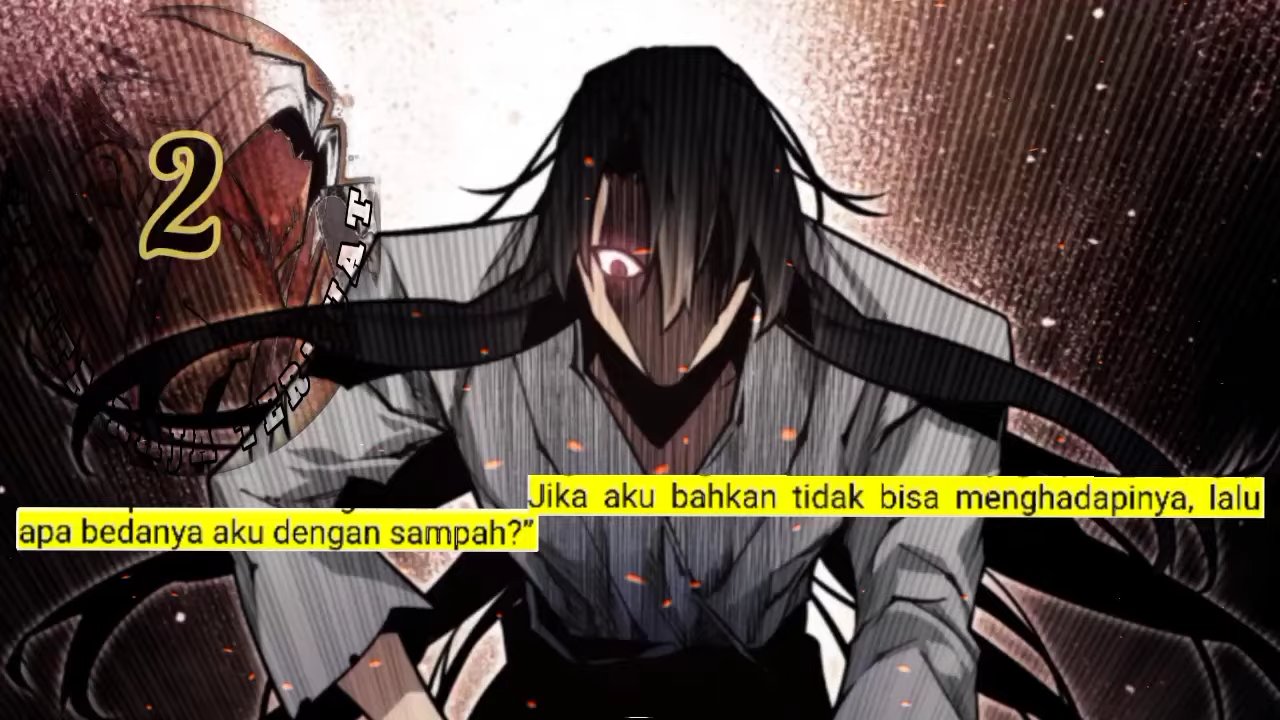 2
Jika aku bahkan tidak bisa menghadapinya, lalu
apa bedanya aku dengan sampah?”